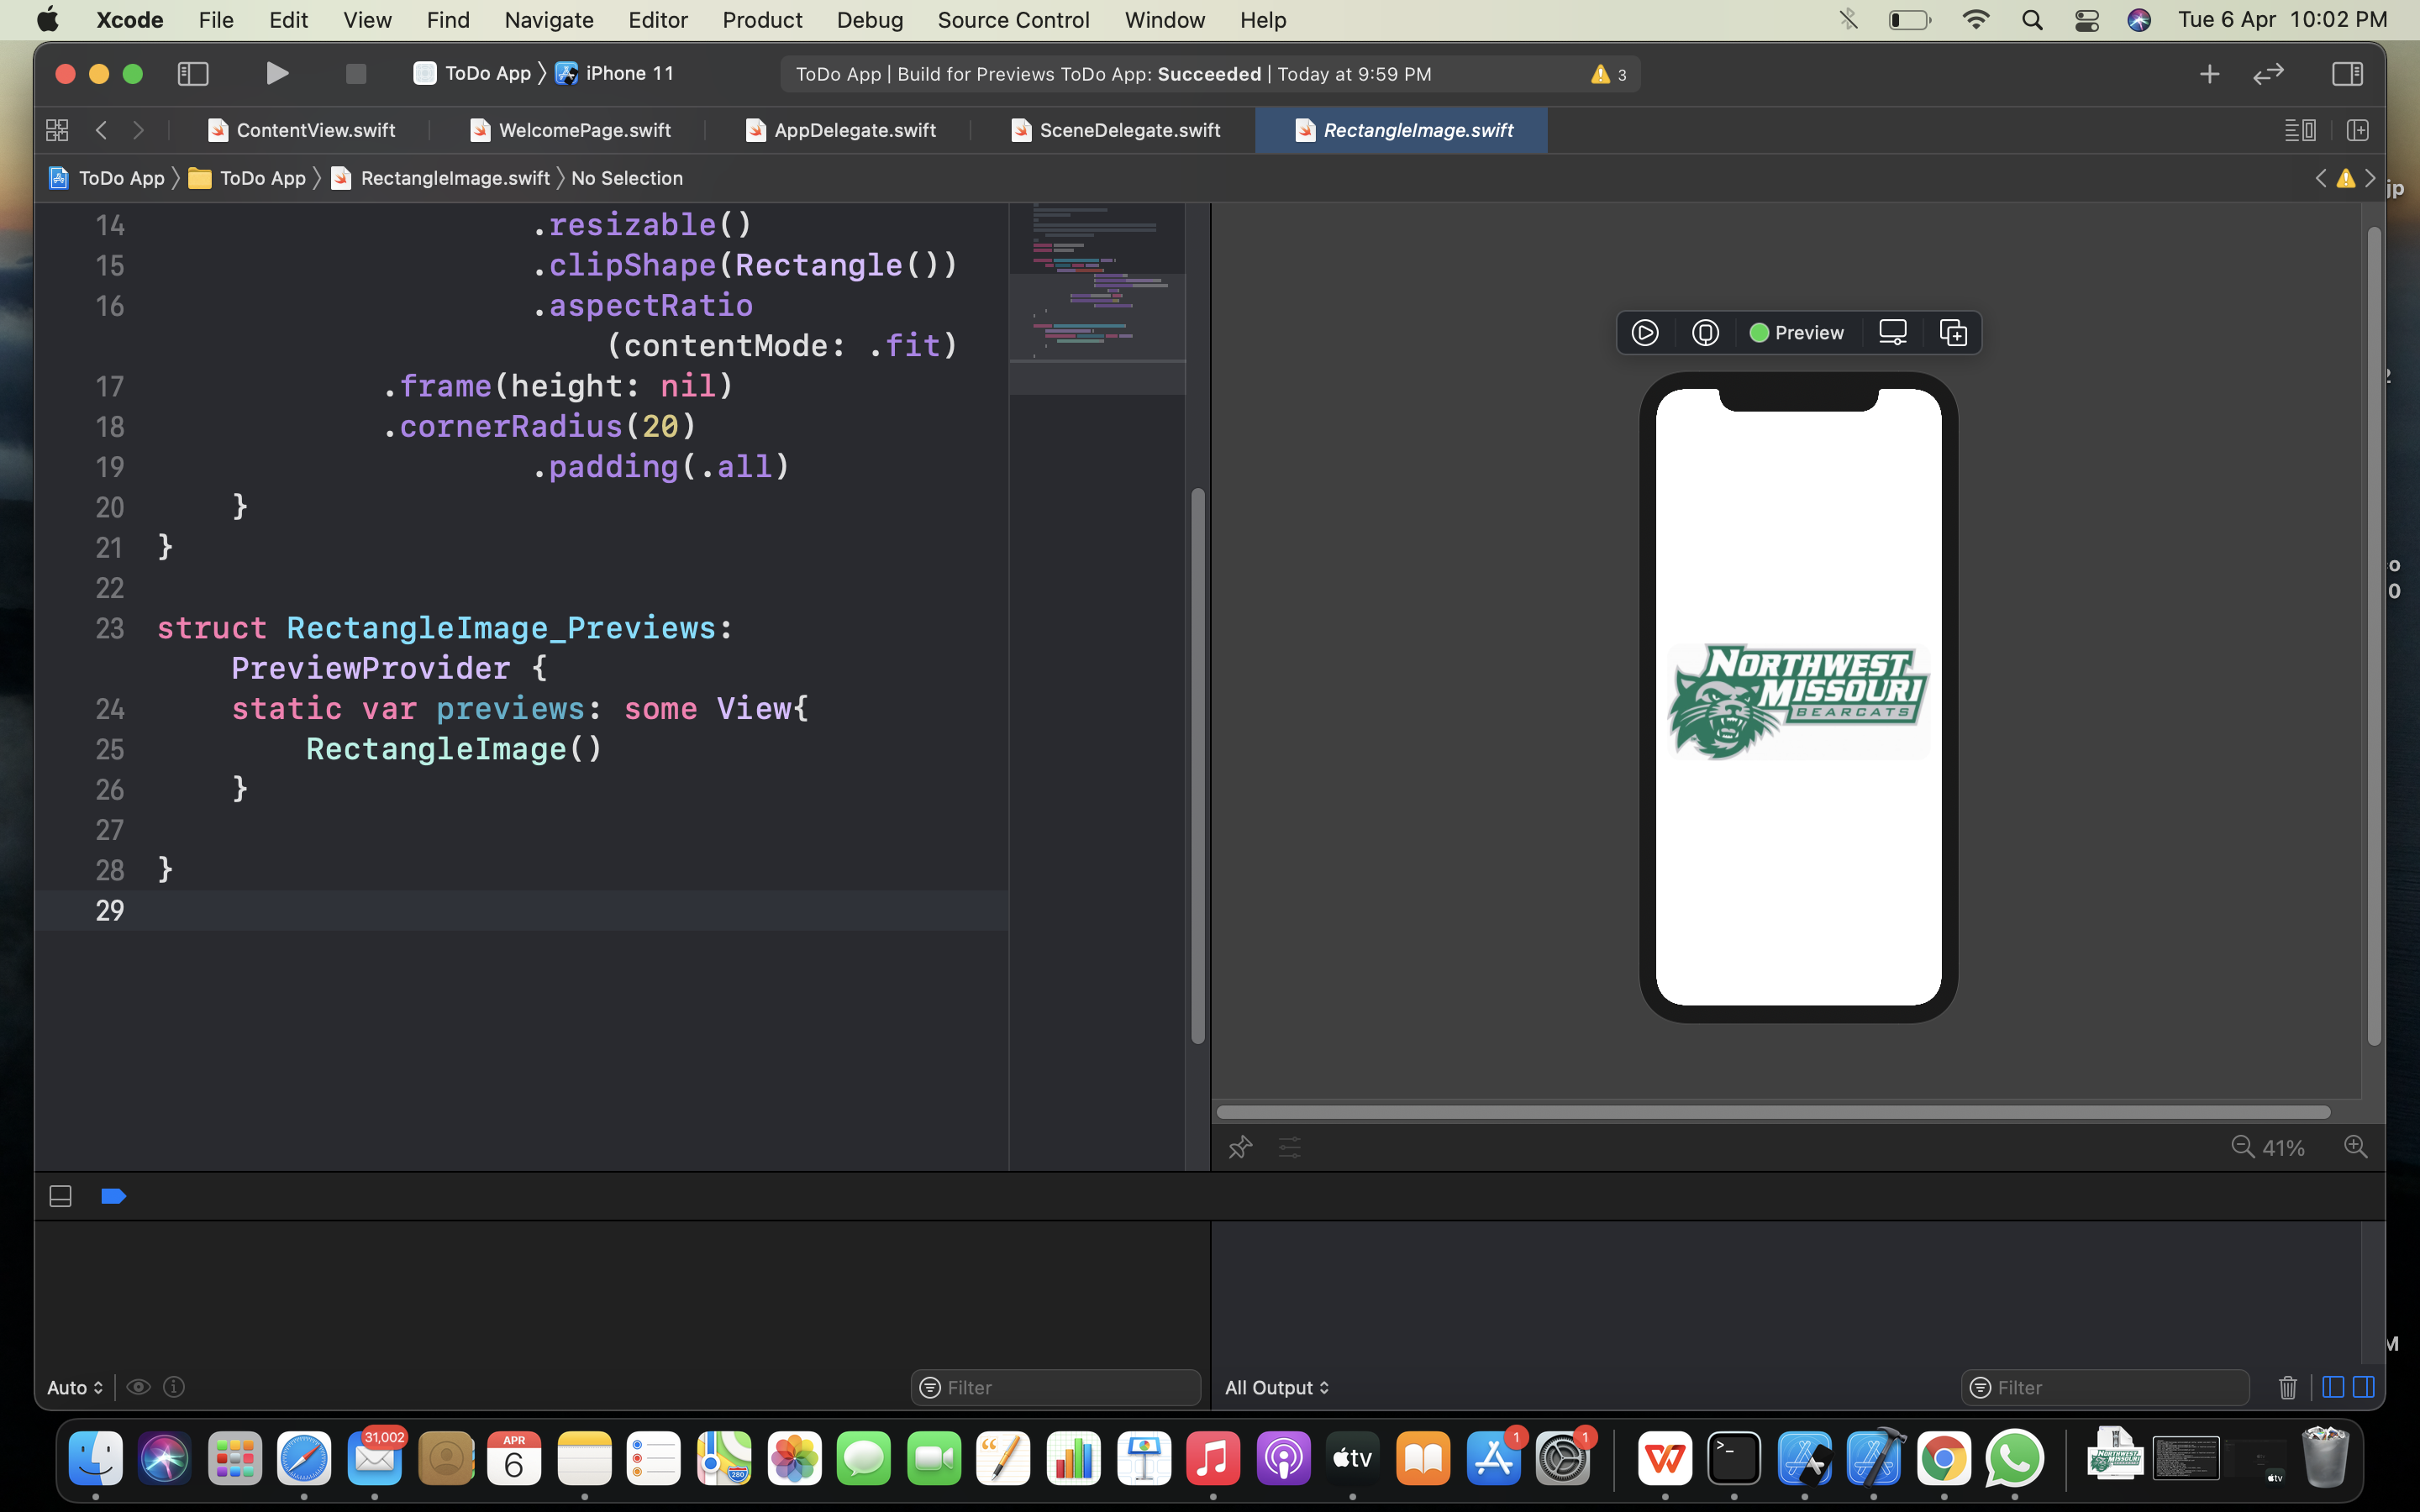 Xcode File Edit View Find Navigate Editor Product Debug Source Control Window Help Tue 6 Apr 10:02 PM
ToDo App iPhone 11 ToDo App | Build for Previews ToDo App: Succeeded | Today at 9:59 PM 3
ContentView.swift WelcomePage.swift AppDelegate.swift SceneDelegate.swift RectangleImage.swift
ToDo App ToDo App RectangleImage.swift No Selection
jp
14 .resizable()
15 .clipShape(Rectangle())
16 .aspectRatio
(contentMode: .fit)
17 .frame(height: nil)
18 .cornerRadius(20)
19 .padding(.all)
20 }
21 }
22
23 struct RectangleImage_Previews:
PreviewProvider {
24 static var previews: some View{
25 RectangleImage()
26 }
27
28 }
29
Preview
NORTHWEST
MISSOURI
BEARCATS
41%
Auto Filter All Output Filter
31,002
APR
6
280
tv
1
1